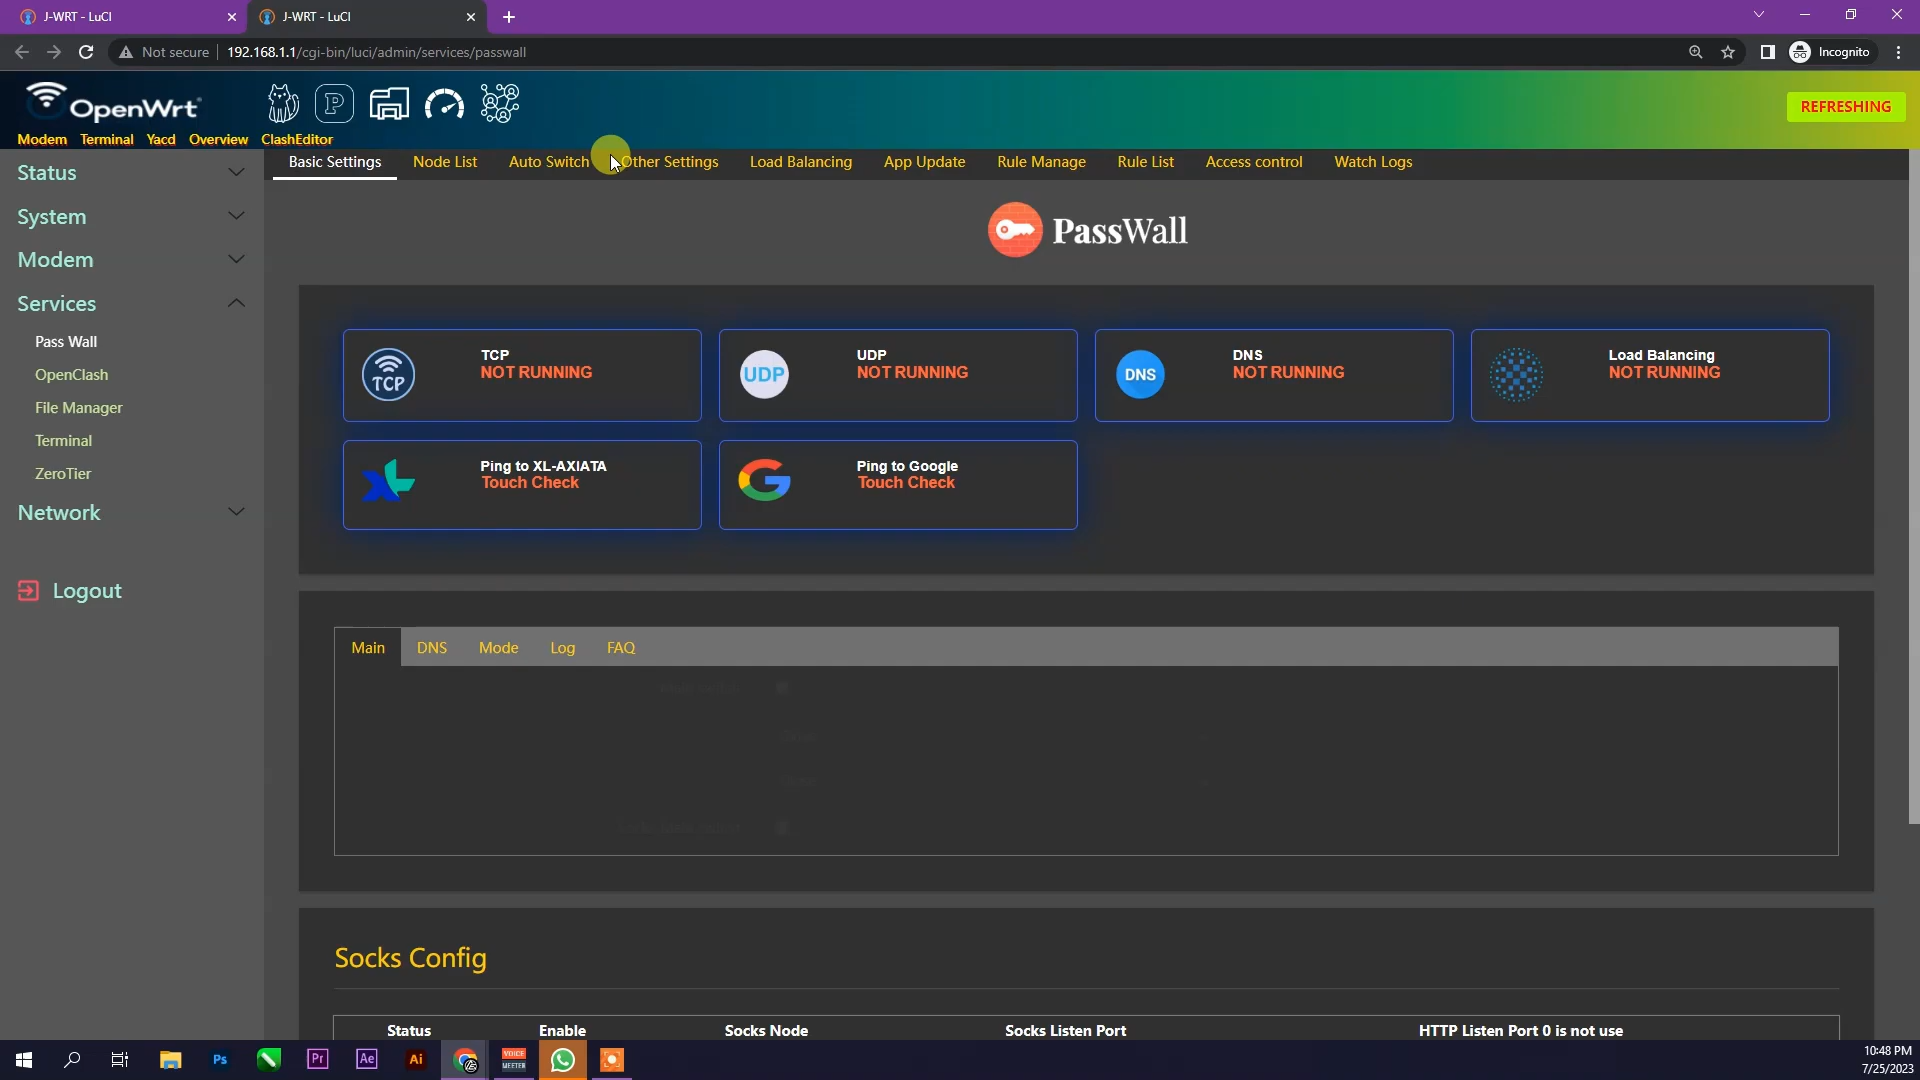 J-WRT - LuCI
J-WRT - LuCI
Not secure
192.168.1.1/cgi-bin/luci/admin/services/passwall
Incognito
OpenWrt
P
REFRESHING
Modem Terminal Yacd Overview ClashEditor
Basic Settings Node List Auto Switch Other Settings Load Balancing App Update Rule Manage Rule List Access control Watch Logs
Status
System
Modem
Services
Pass Wall
OpenClash
File Manager
Terminal
ZeroTier
Network
Logout
PassWall
TCP
TCP
NOT RUNNING
UDP
UDP
NOT RUNNING
DNS
DNS
NOT RUNNING
Load Balancing
NOT RUNNING
Ping to XL-AXIATA
Touch Check
Ping to Google
Touch Check
Main DNS Mode Log FAQ
Socks Config
Status Enable Socks Node Socks Listen Port HTTP Listen Port 0 is not use
Ps
Pr
Ae
Ai
VOICE
MEETER
10:48 PM
7/25/2023